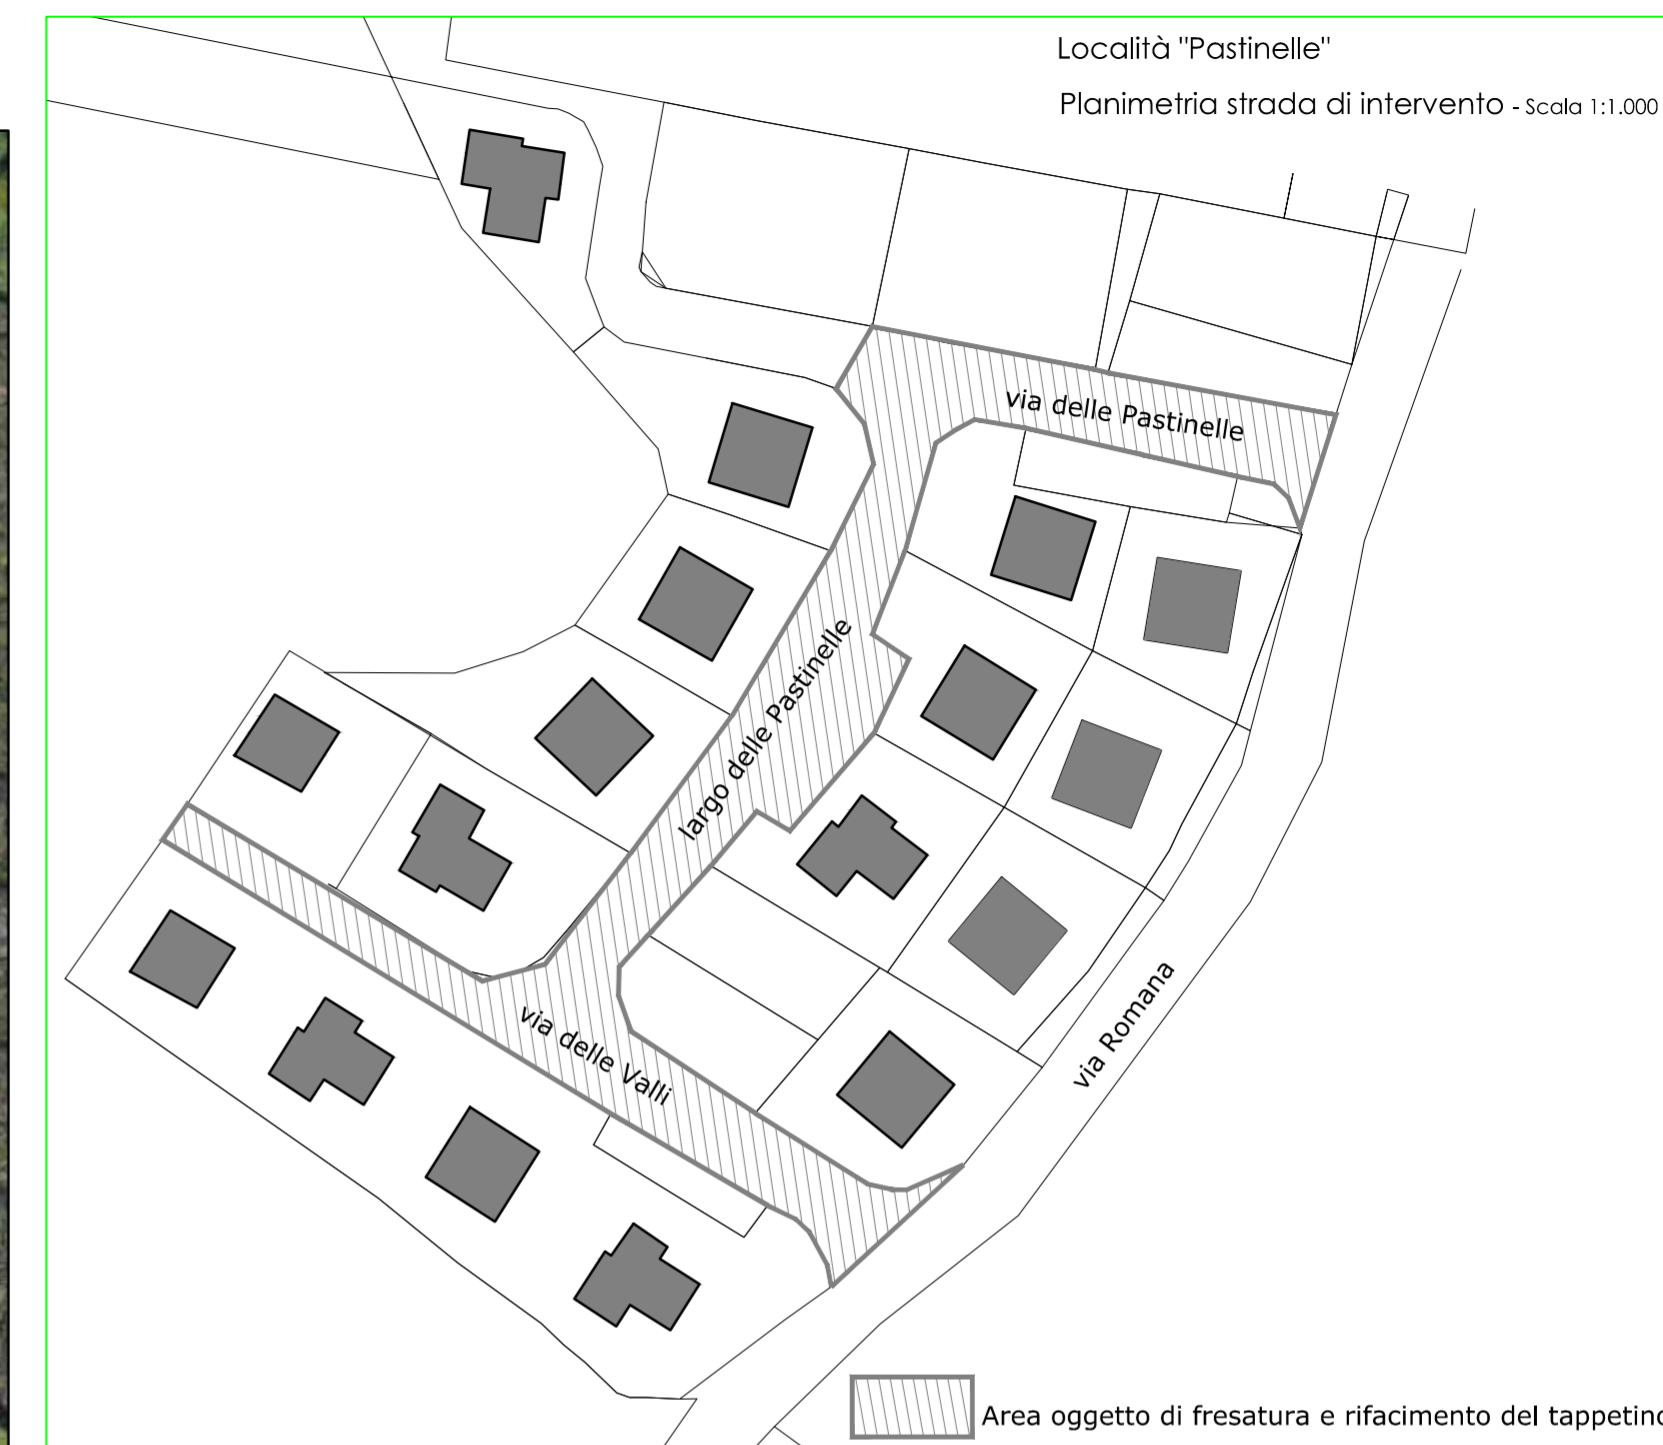 Località "Pastinelle"
Planimetria strada di intervento - Scala 1:1.000
via delle Pastinelle
largo delle Pastinelle
via delle Valli
via Romana
Area oggetto di fresatura e rifacimento del tappetino